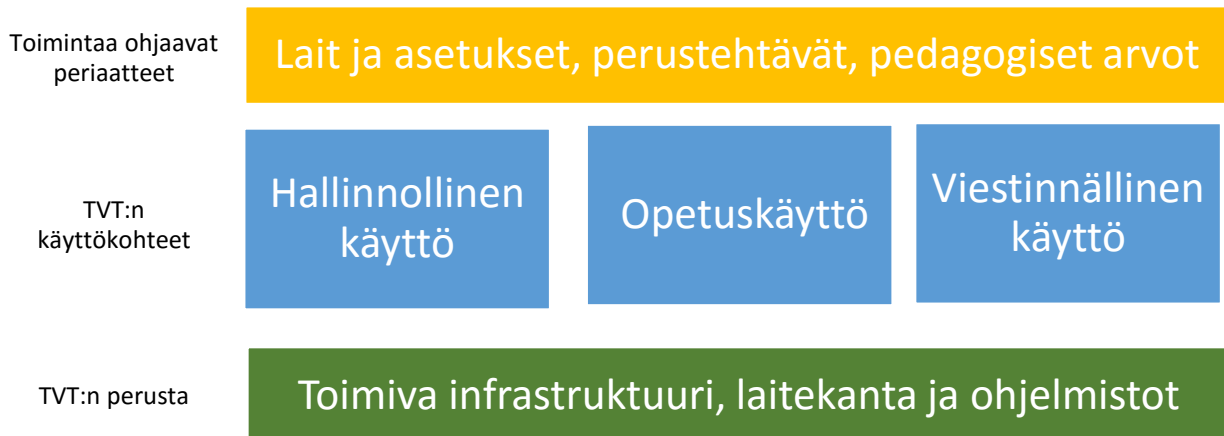 Toimintaa ohjaavat
periaatteet
Lait ja asetukset, perustehtävät, pedagogiset arvot
TVT:n
käyttökohteet
Hallinnollinen
käyttö
Opetuskäyttö
Viestinnällinen
käyttö
TVT:n perusta
Toimiva infrastruktuuri, laitekanta ja ohjelmistot